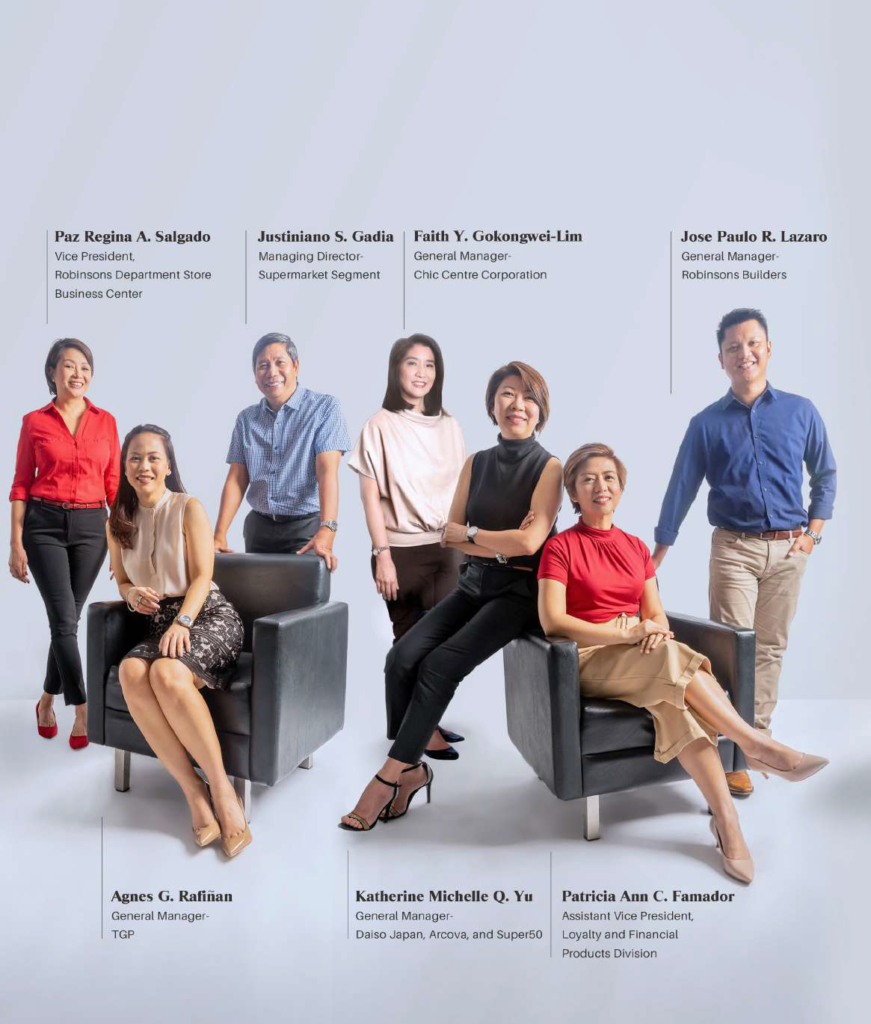 Paz Regina A. Salgado
Vice President,
Robinsons Department Store
Business Center
Justiniano S. Gadia
Managing Director-
Supermarket Segment
Faith Y. Gokongwei-Lim
General Manager-
Chic Centre Corporation
Jose Paulo R. Lazaro
General Manager-
Robinsons Builders
Agnes G. Rafiñan
General Manager-
TGP
Katherine Michelle Q. Yu
General Manager-
Daiso Japan, Arcova, and Super50
Patricia Ann C. Famador
Assistant Vice President,
Loyalty and Financial
Products Division